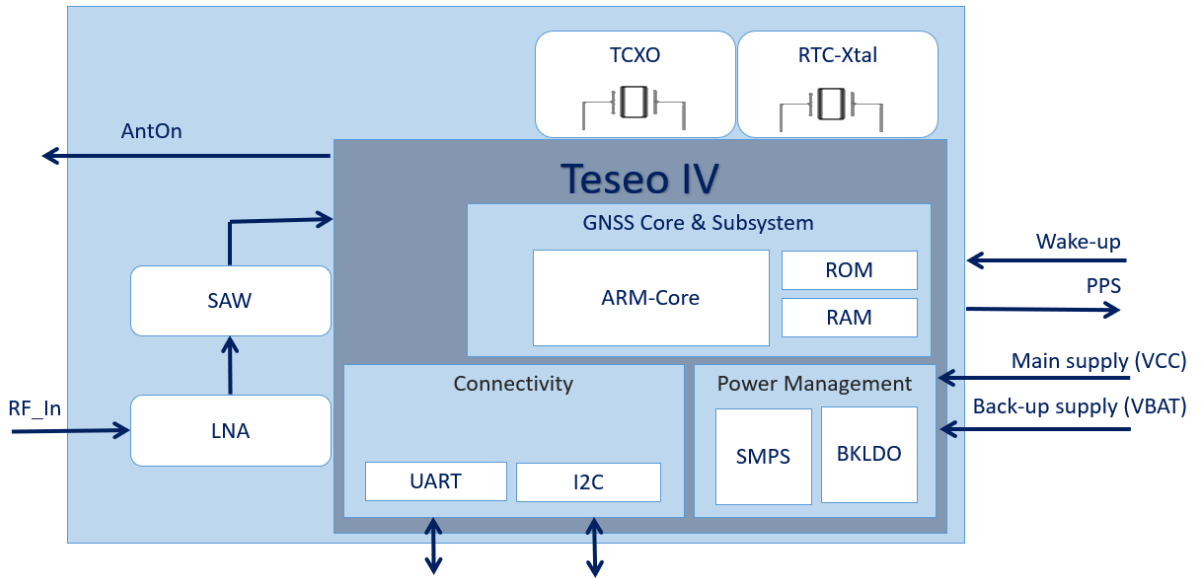 TCXO
RTC-Xtal
AntOn
Teseo IV
GNSS Core & Subsystem
ARM-Core
ROM
RAM
Wake-up
PPS
SAW
Main supply (VCC)
Connectivity
Power Management
Back-up supply (VBAT)
RF_In
LNA
SMPS
BKLDO
UART
I2C